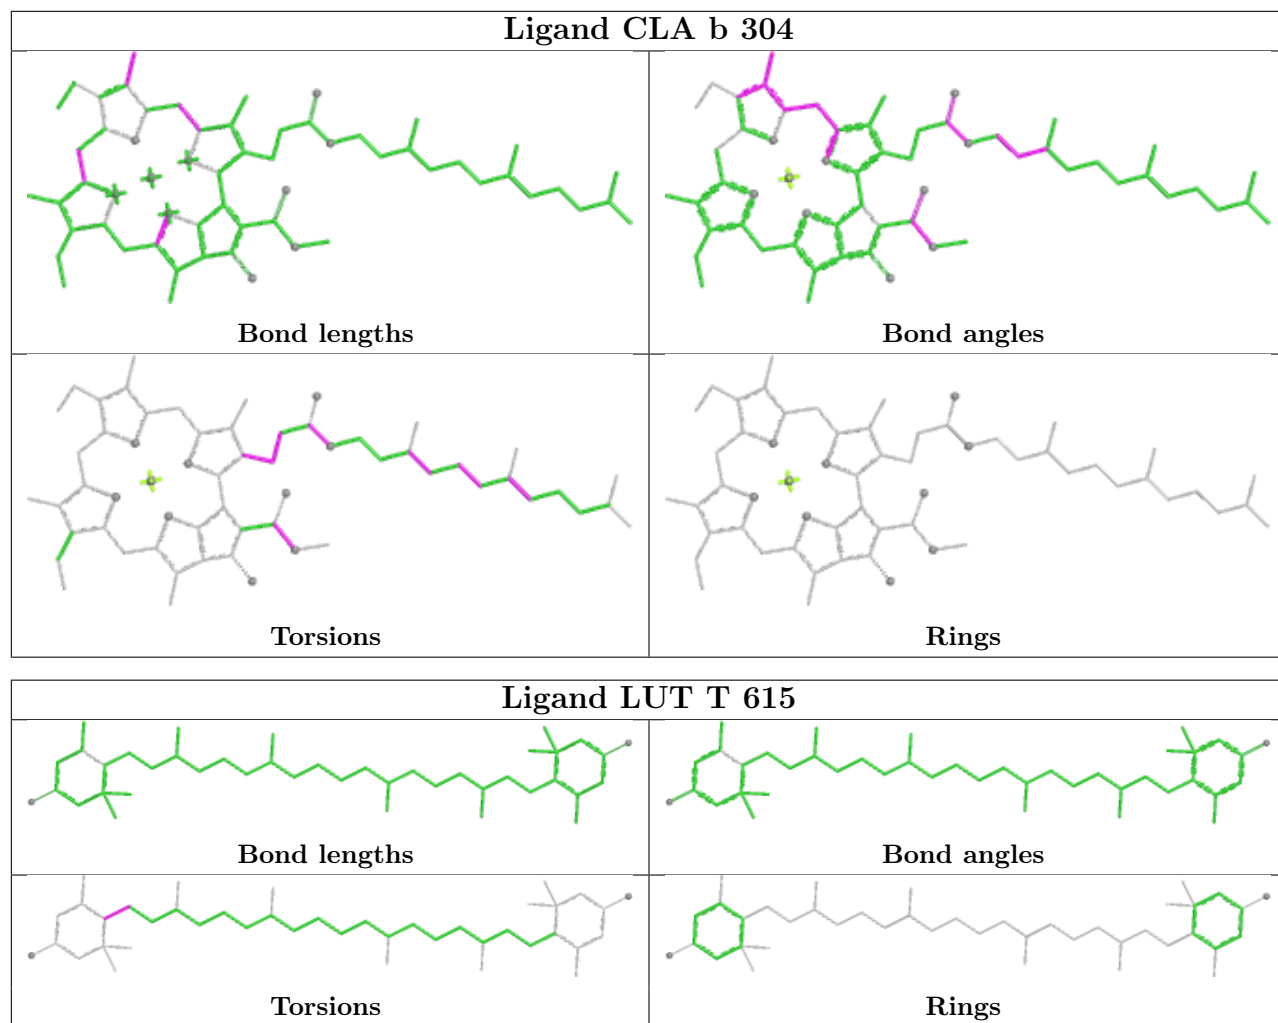 Ligand CLA b 304
Bond lengths
Bond angles
Torsions
Rings
Ligand LUT T 615
Bond lengths
Bond angles
Torsions
Rings